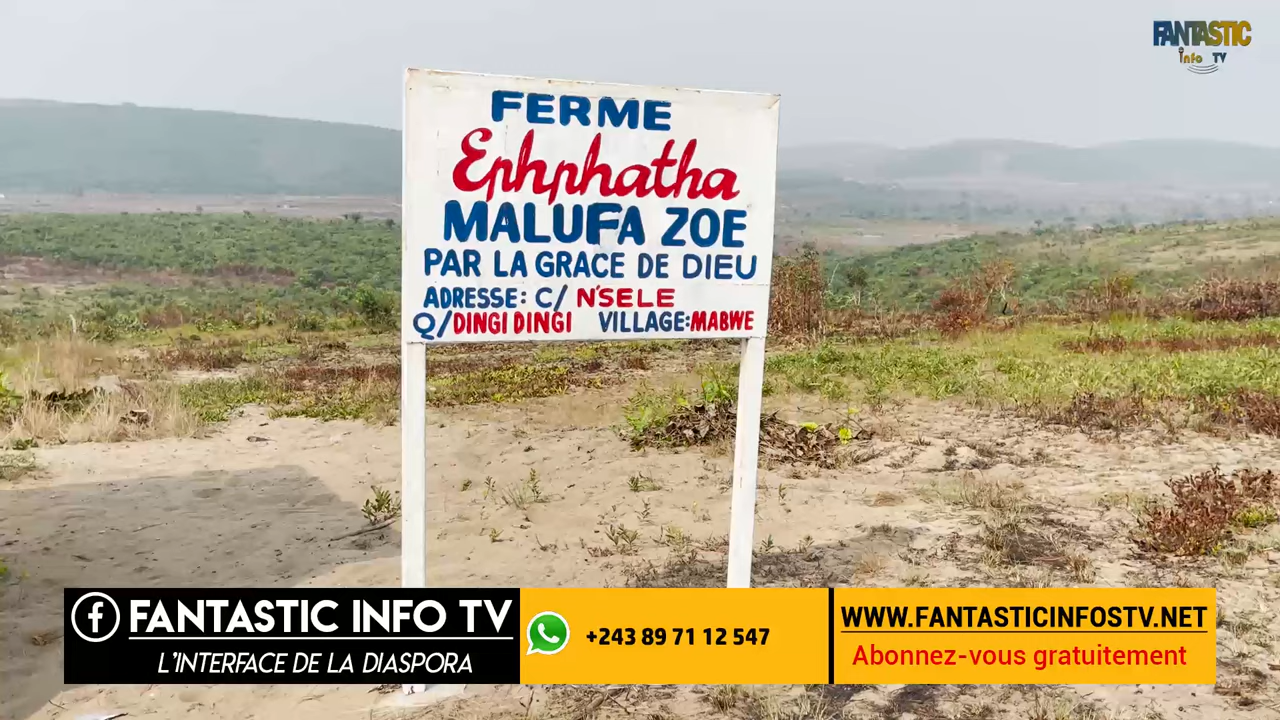 FANTASTIC
Info TV
FERME
Ephphatha
MALUFA ZOE
PAR LA GRACE DE DIEU
ADRESSE: C/ N'SELE
Q/DINGI DINGI VILLAGE:MABWE
FANTASTIC INFO TV
L'INTERFACE DE LA DIASPORA
+243 89 71 12 547
WWW.FANTASTICINFOSTV.NET
Abonnez-vous gratuitement